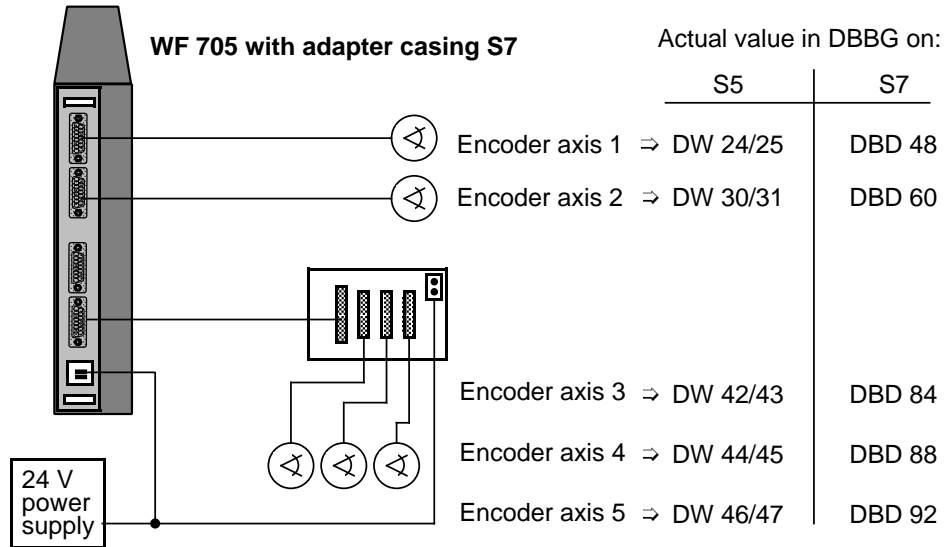 WF 705 with adapter casing S7
Actual value in DBBG on:
S5 S7
Encoder axis 1 ⇒ DW 24/25 DBD 48
Encoder axis 2 ⇒ DW 30/31 DBD 60
Encoder axis 3 ⇒ DW 42/43 DBD 84
Encoder axis 4 ⇒ DW 44/45 DBD 88
Encoder axis 5 ⇒ DW 46/47 DBD 92
24 V
power
supply